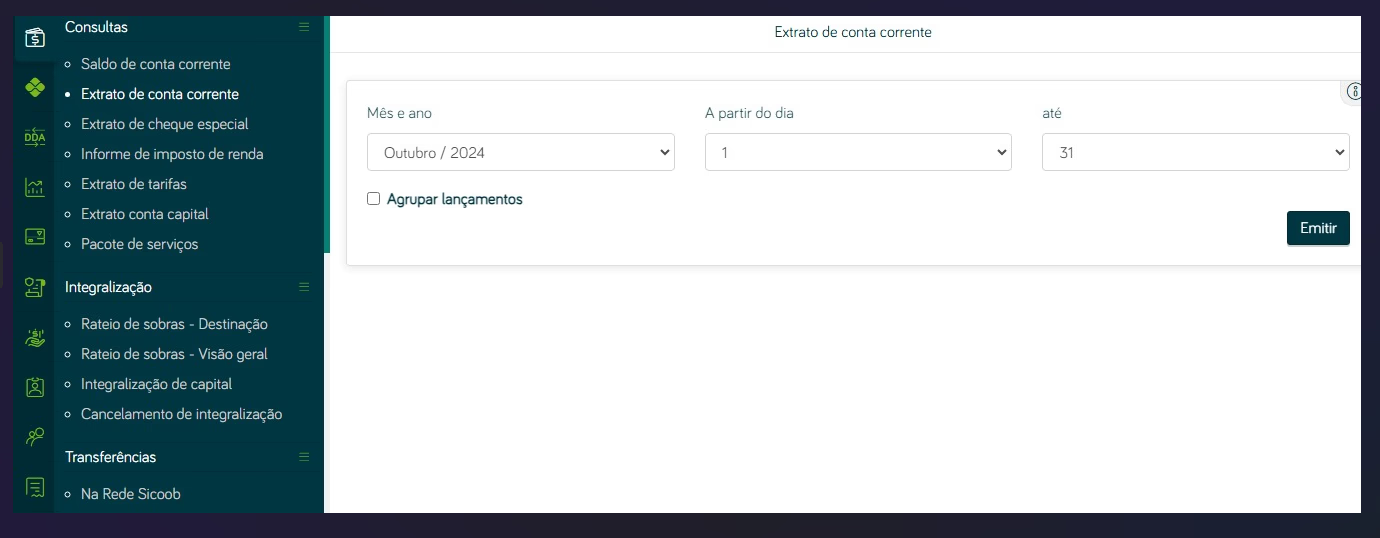 Consultas
Saldo de conta corrente
Extrato de conta corrente
Extrato de cheque especial
Informe de imposto de renda
Extrato de tarifas
Extrato conta capital
Pacote de serviços
Integralização
Rateio de sobras - Destinação
Rateio de sobras - Visão geral
Integralização de capital
Cancelamento de integralização
Transferências
Na Rede Sicoob
DDA
Extrato de conta corrente
Mês e ano
A partir do dia
até
Outubro / 2024
1
31
Agrupar lançamentos
Emitir